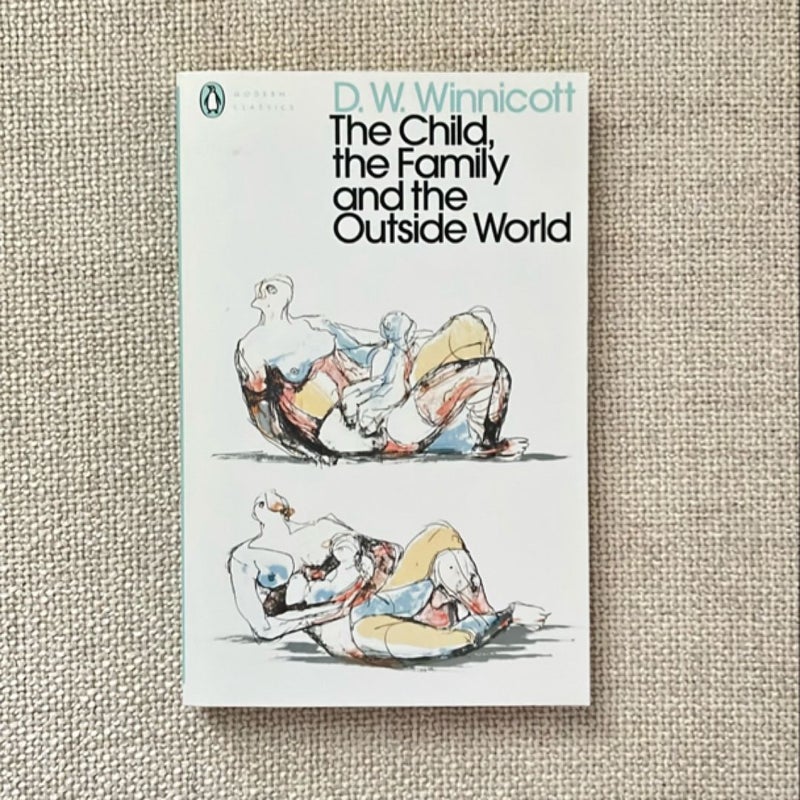 MODERN
CLASSICS
D. W. Winnicott
The Child,
the Family
and the
Outside World